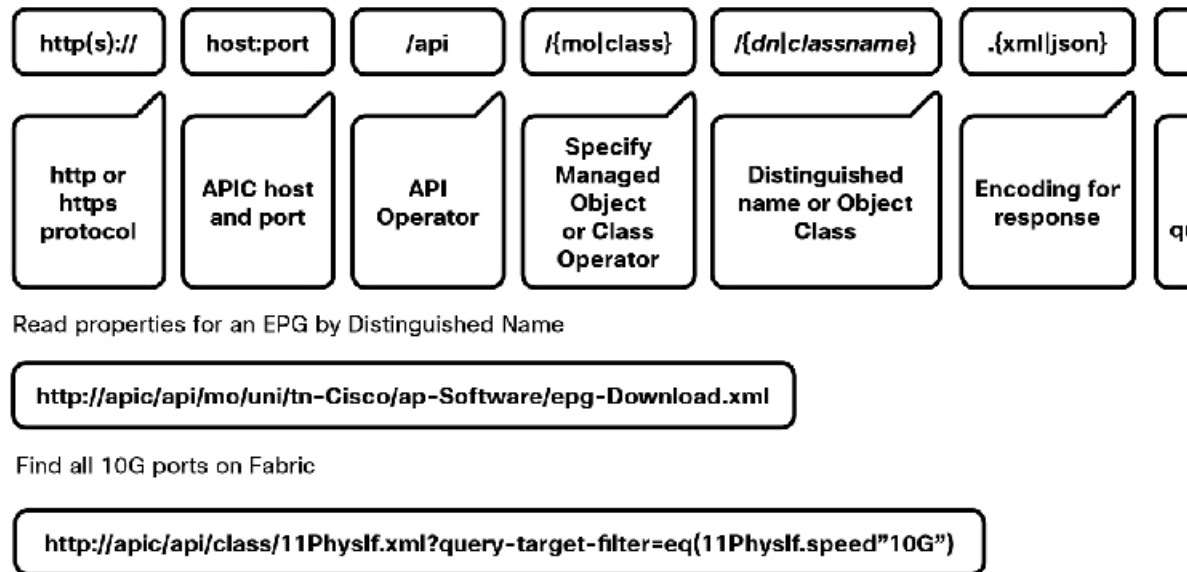 http(s)://
host:port
/api
/{mo|class}
/{dn|classname}
.{xml|json}
http or
https
protocol
APIC host
and port
API
Operator
Specify
Managed
Object
or Class
Operator
Distinguished
name or Object
Class
Encoding for
response
Read properties for an EPG by Distinguished Name
http://apic/api/mo/uni/tn-Cisco/ap-Software/epg-Download.xml
Find all 10G ports on Fabric
http://apic/api/class/11PhysIf.xml?query-target-filter=eq(11PhysIf.speed”10G”)